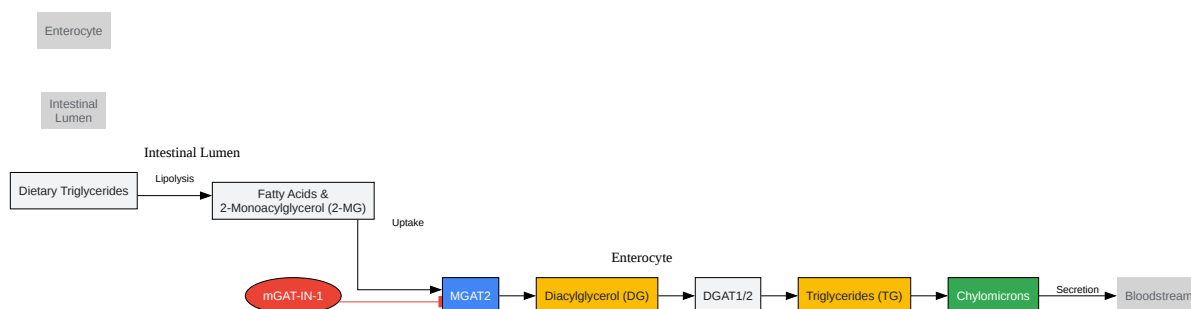 Enterocyte
Intestinal
Lumen
Intestinal Lumen
Dietary Triglycerides
Lipolysis
Fatty Acids &
2-Monoacylglycerol (2-MG)
Uptake
Enterocyte
mGAT-IN-1
MGAT2
Diacylglycerol (DG)
DGAT1/2
Triglycerides (TG)
Chylomicrons
Secretion
Bloodstream